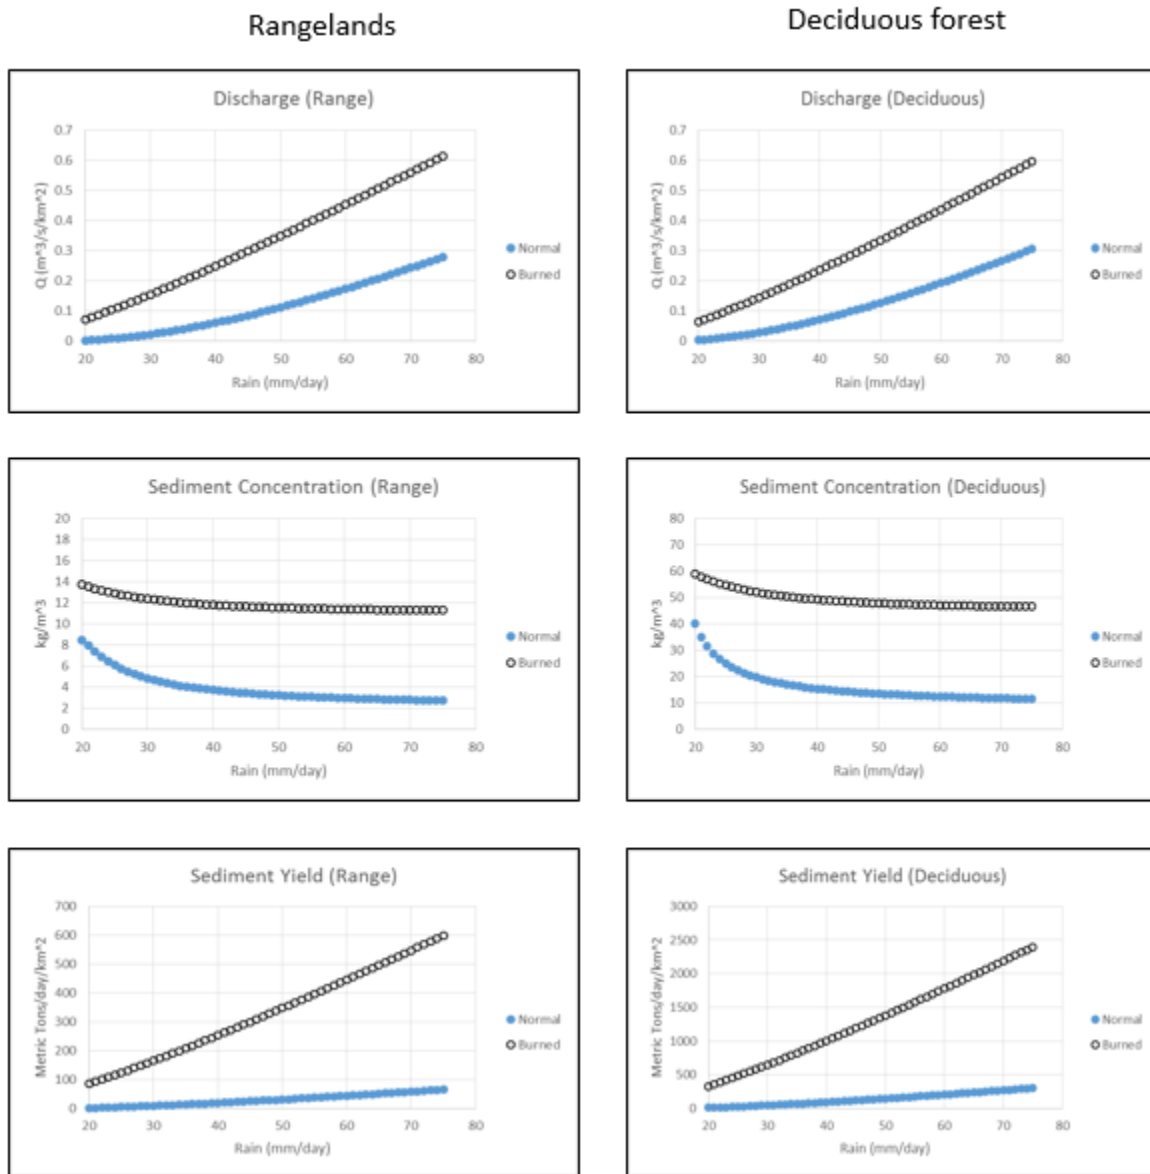 Rangelands
Deciduous forest
Discharge (Range)
0.7
0.6
0.5
0.4
0.3
0.2
0.1
0
Q (m^3/s/km^2)
20 30 40 50 60 70 80
Rain (mm/day)
Normal
Burned
Discharge (Deciduous)
0.7
0.6
0.5
0.4
0.3
0.2
0.1
0
Q (m^3/s/km^2)
20 30 40 50 60 70 80
Rain (mm/day)
Normal
Burned
Sediment Concentration (Range)
20
18
16
14
12
10
8
6
4
2
0
kg/m^3
20 30 40 50 60 70 80
Rain (mm/day)
Normal
Burned
Sediment Concentration (Deciduous)
80
70
60
50
40
30
20
10
0
kg/m^3
20 30 40 50 60 70 80
Rain (mm/day)
Normal
Burned
Sediment Yield (Range)
700
600
500
400
300
200
100
0
Metric Tons/day/km^2
20 30 40 50 60 70 80
Rain (mm/day)
Normal
Burned
Sediment Yield (Deciduous)
3000
2500
2000
1500
1000
500
0
Metric Tons/day/km^2
20 30 40 50 60 70 80
Rain (mm/day)
Normal
Burned